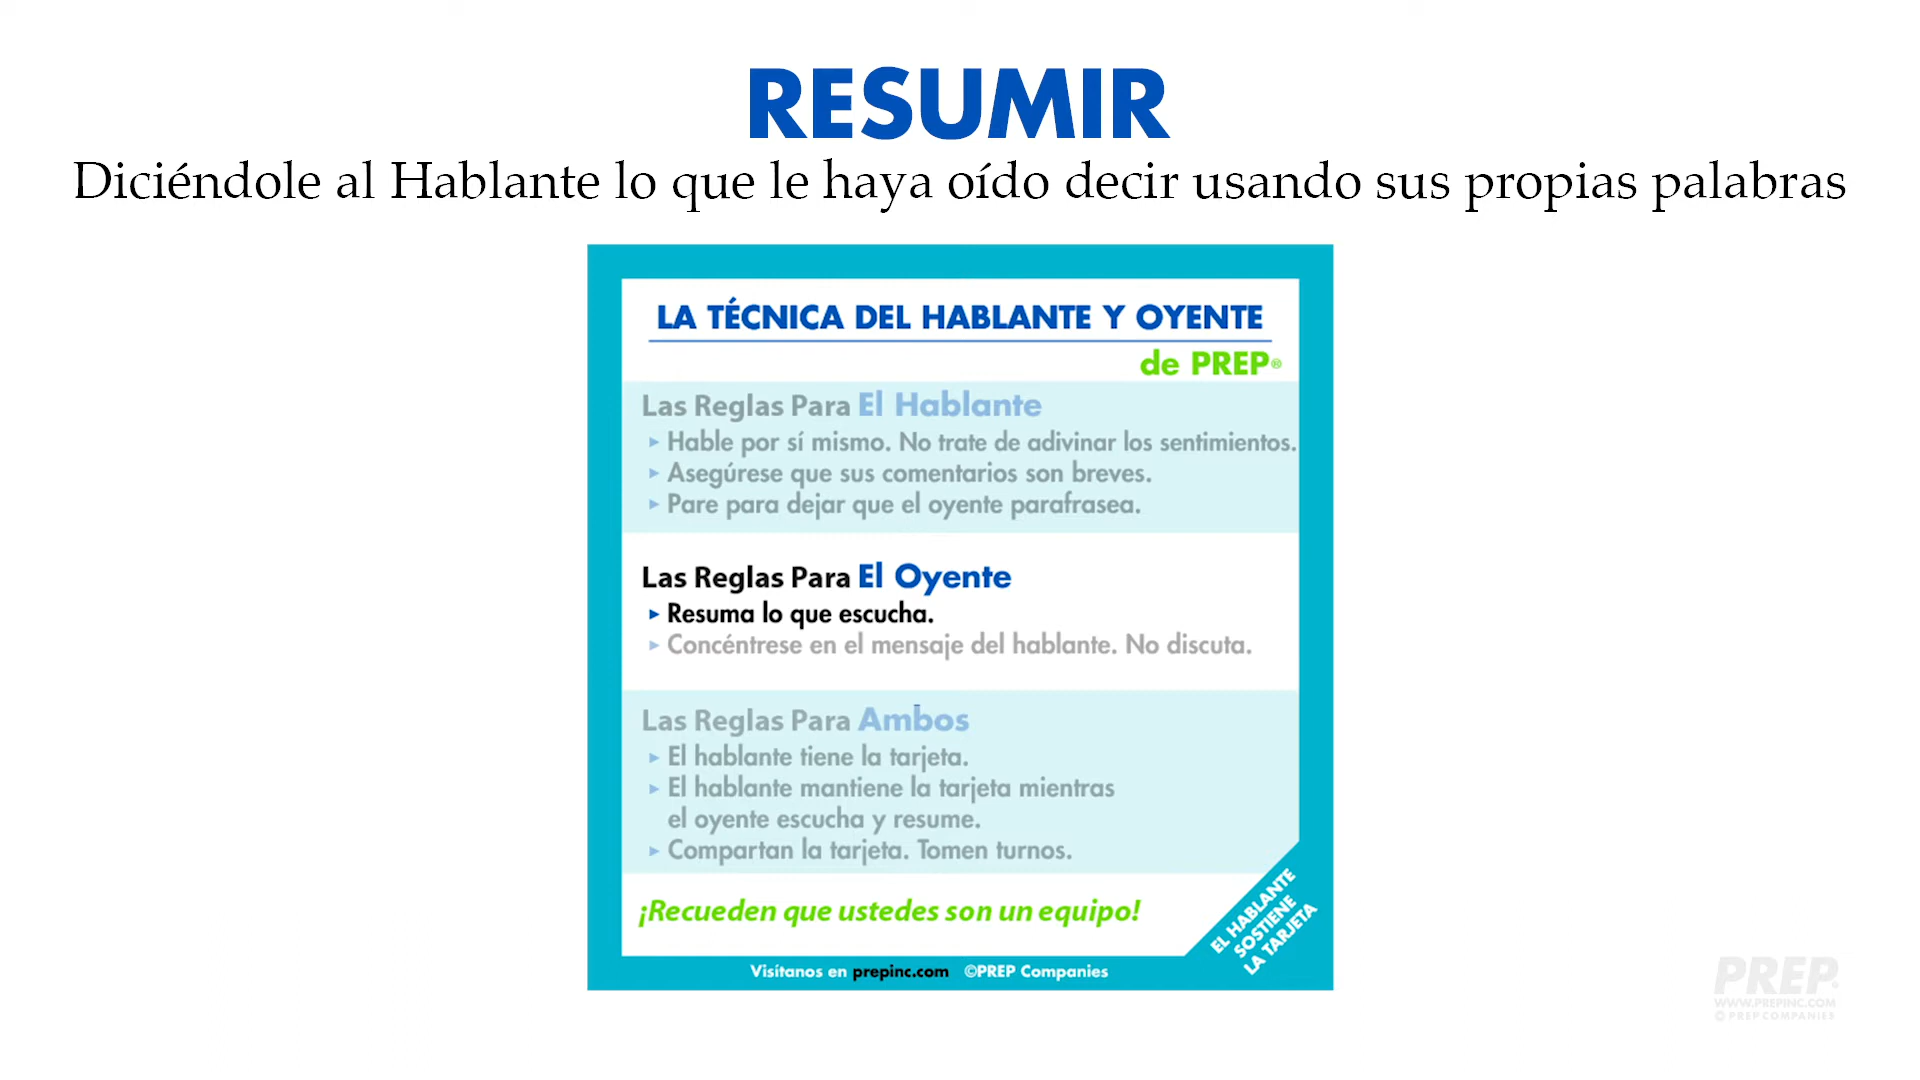 RESUMIR
Diciéndole al Hablante lo que le haya oído decir usando sus propias palabras
LA TÉCNICA DEL HABLANTE Y OYENTE
de PREP®
Las Reglas Para El Hablante
▸ Hable por sí mismo. No trate de adivinar los sentimientos.
▸ Asegúrese que sus comentarios son breves.
▸ Pare para dejar que el oyente parafrasea.
Las Reglas Para El Oyente
▸ Resuma lo que escucha.
▸ Concéntrese en el mensaje del hablante. No discuta.
Las Reglas Para Ambos
▸ El hablante tiene la tarjeta.
▸ El hablante mantiene la tarjeta mientras
el oyente escucha y resume.
▸ Compartan la tarjeta. Tomen turnos.
¡Recueden que ustedes son un equipo!
EL HABLANTE
SOSTIENE
LA TARJETA
Visítanos en prepinc.com ©PREP Companies
PREP®
WWW.PREPINC.COM
© PREP COMPANIES